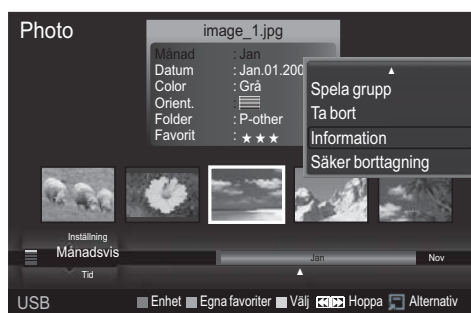 Photo
image_1.jpg
Månad : Jan
Datum : Jan.01.200
Color : Grå
Orient. :
Folder : P-other
Favorit : ★★★
▲
Spela grupp
Ta bort
Information
Säker borttagning
Inställning
Månadsvis
Tid
Jan
Nov
▲
USB
Enhet Egna favoriter Välj Hoppa Alternativ